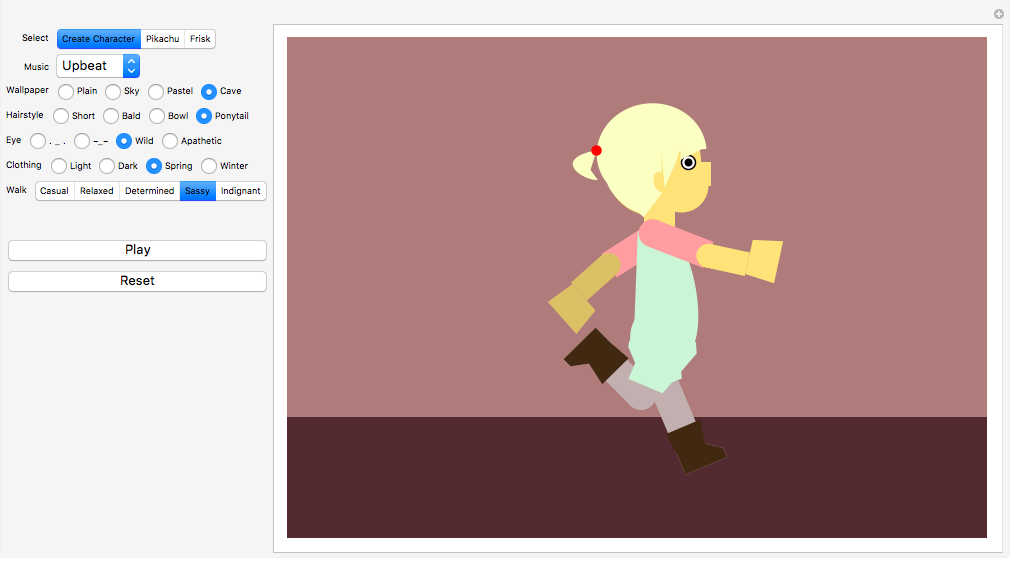 Select Create Character Pikachu Frisk
Music Upbeat
Wallpaper Plain Sky Pastel Cave
Hairstyle Short Bald Bowl Ponytail
Eye . _ . –_– Wild Apathetic
Clothing Light Dark Spring Winter
Walk Casual Relaxed Determined Sassy Indignant
Play
Reset